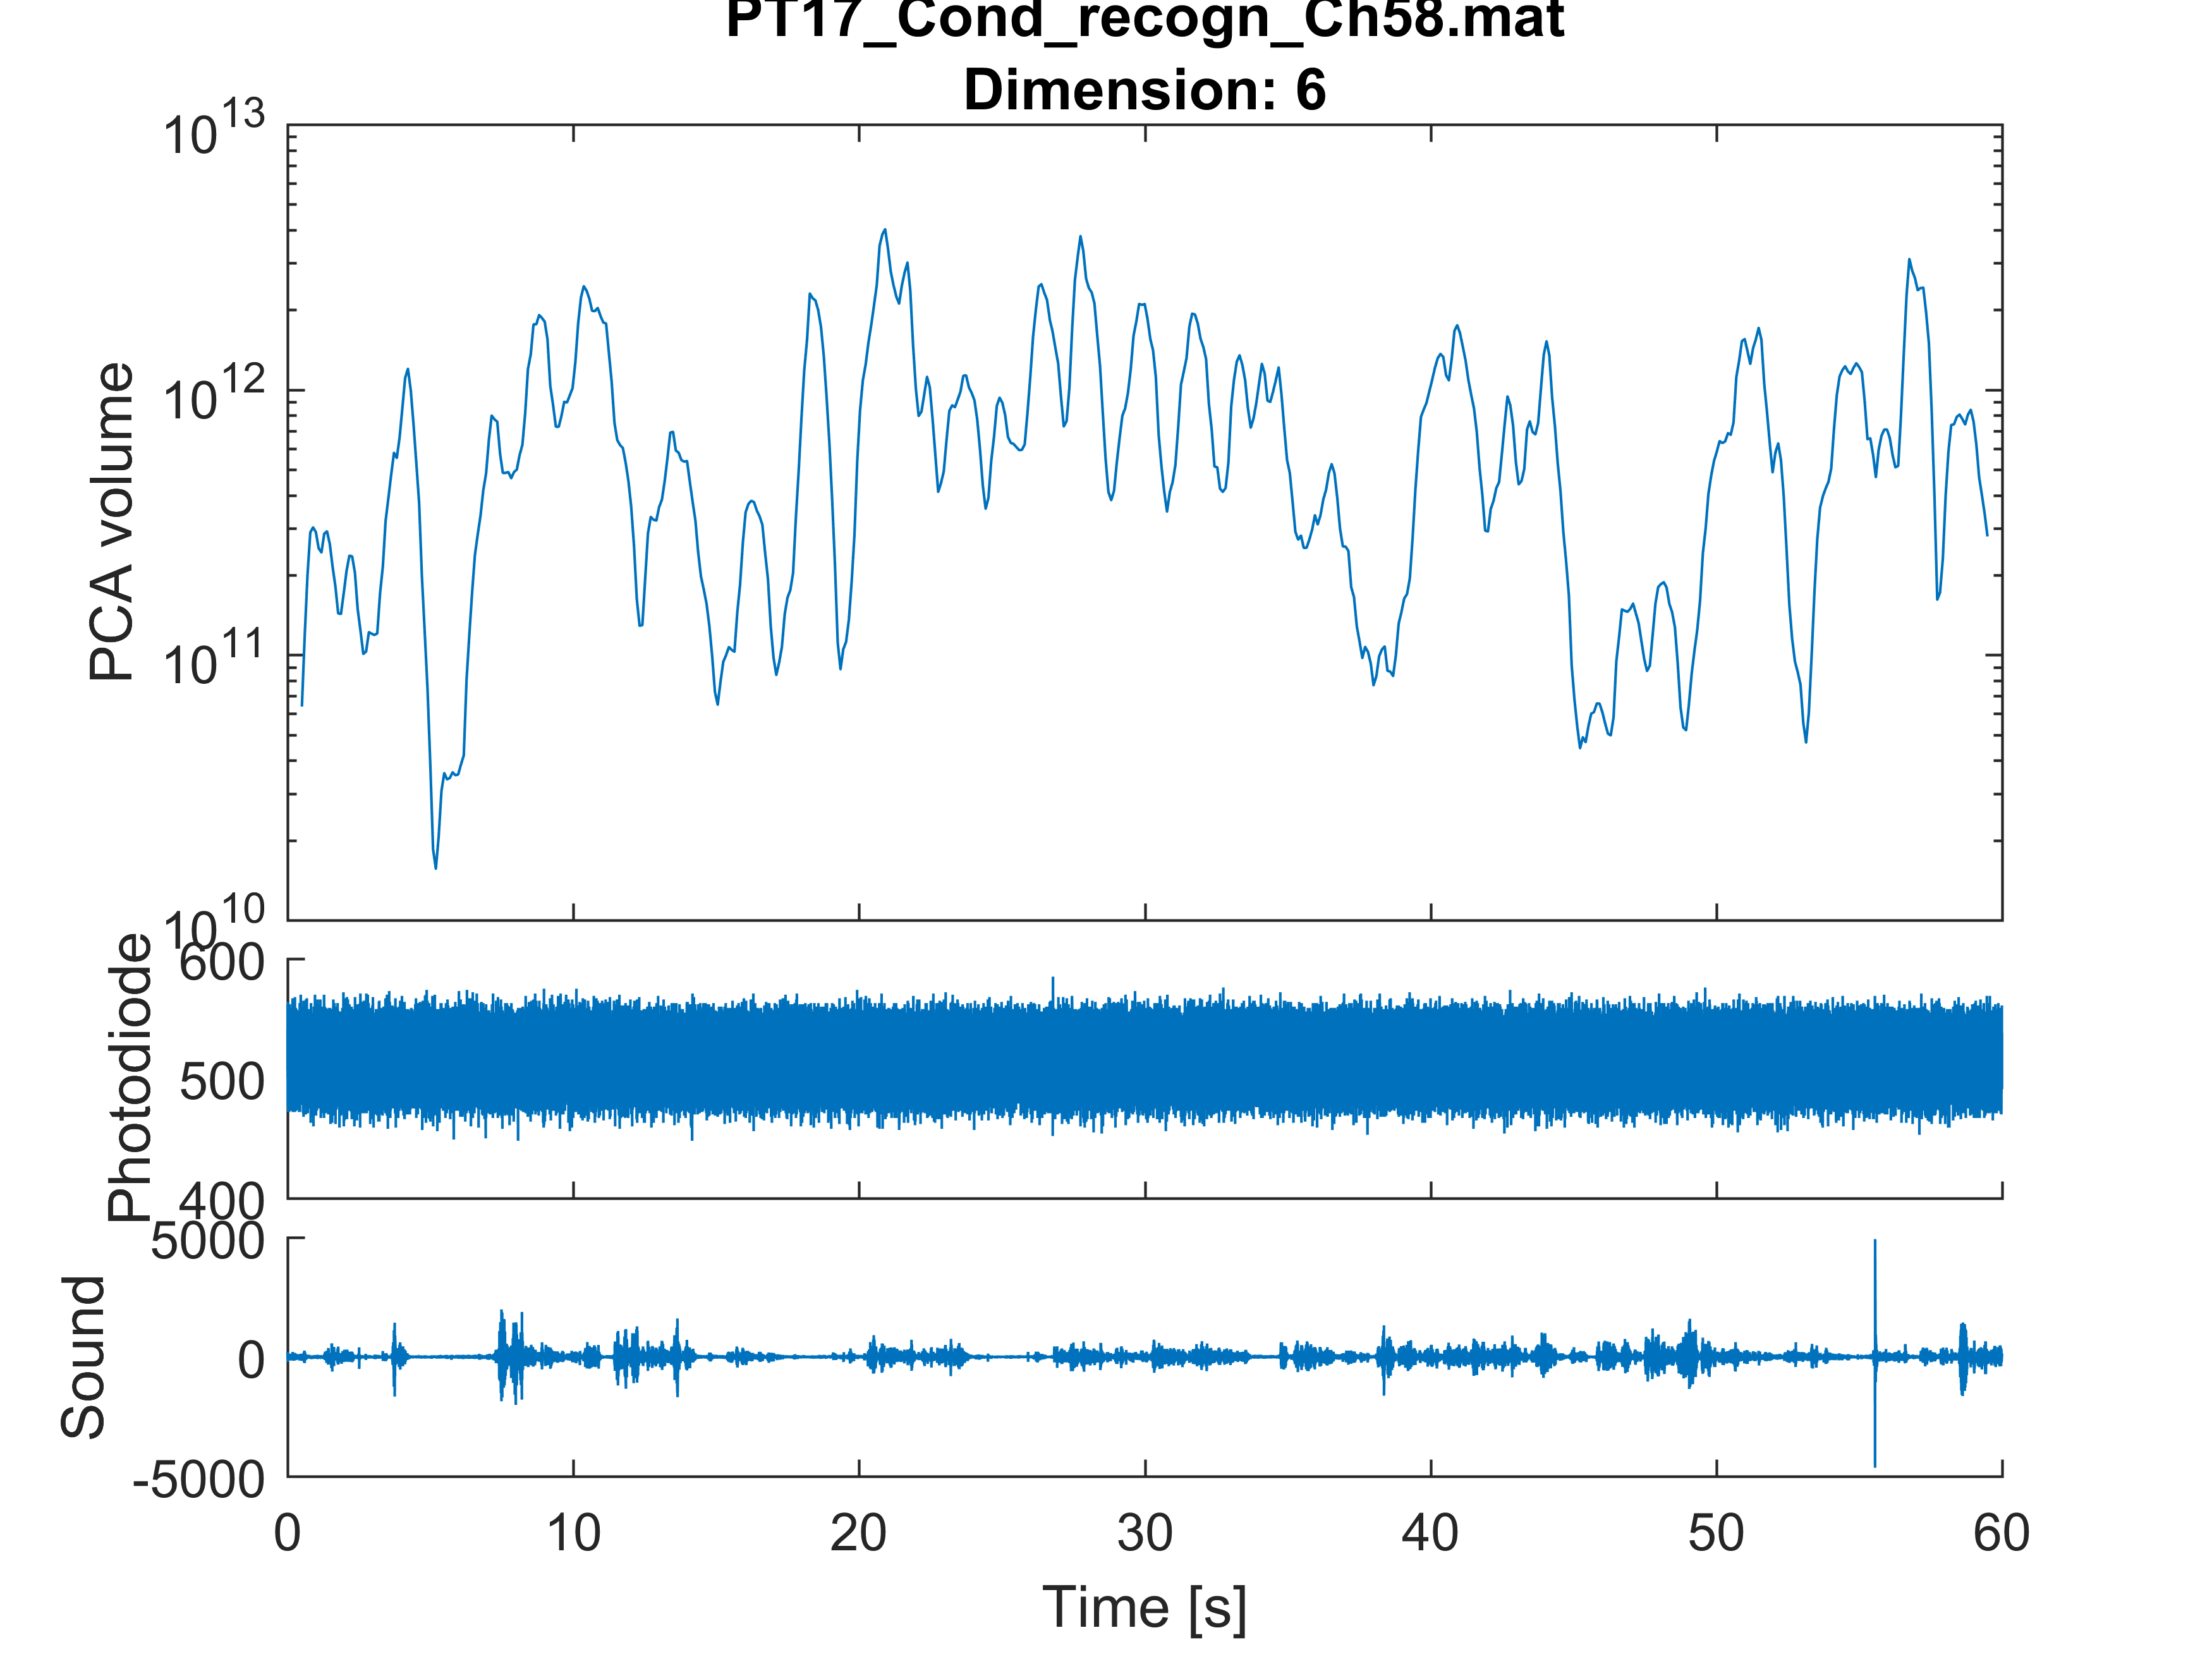 PT17_Cond_recogn_Ch58.mat
Dimension: 6
10^13
10^12
10^11
10^10
PCA volume
600
500
400
Photodiode
5000
0
-5000
Sound
0 10 20 30 40 50 60
Time [s]